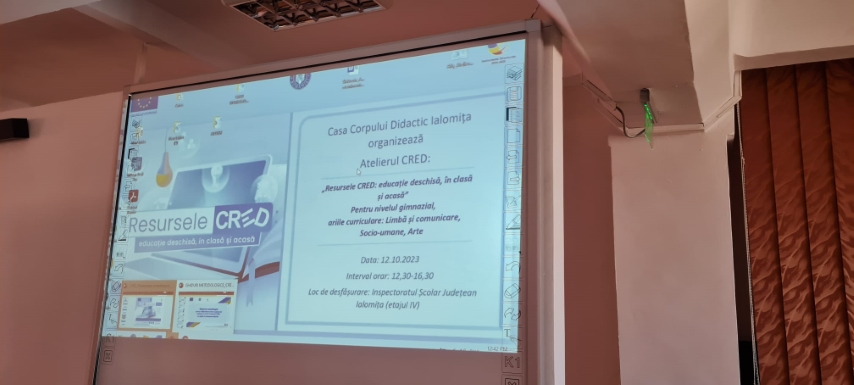 Casa Corpului Didactic Ialomița
organizează
Atelierul CRED:
„Resursele CRED: educație deschisă, în clasă
și acasă”
Pentru nivelul gimnazial,
ariile curriculare: Limbă și comunicare,
Socio-umane, Arte
Data: 12.10.2023
Interval orar: 12,30-16,30
Loc de desfășurare: Inspectoratul Școlar Județean
Ialomița (etajul IV)
Resursele CRED
educație deschisă, în clasă și acasă
K1